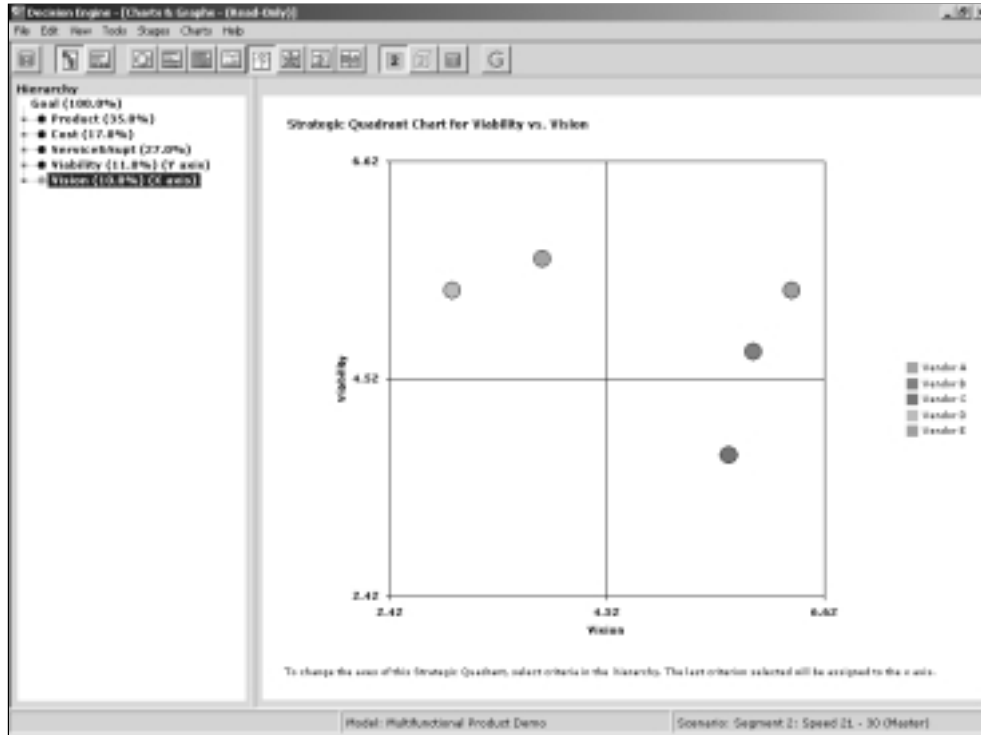 Decision Engine - [Charts & Graphs - (Read-Only)]
File Edit View Tools Stages Charts Help
G
Hierarchy
Goal (100.0%)
Product (35.0%)
Cost (17.0%)
Service&Supt (27.0%)
Viability (11.0%) (Y axis)
Vision (10.0%) (X axis)
Strategic Quadrant Chart for Viability vs. Vision
6.62
Viability
4.52
2.42
2.42 4.52 6.62
Vision
Vendor A
Vendor B
Vendor C
Vendor D
Vendor E
To change the axes of this Strategic Quadrant, select criteria in the hierarchy. The last criterion selected will be assigned to the x-axis.
Model: Multifunctional Product Demo
Scenario: Segment 2: Speed 21 - 30 (Master)